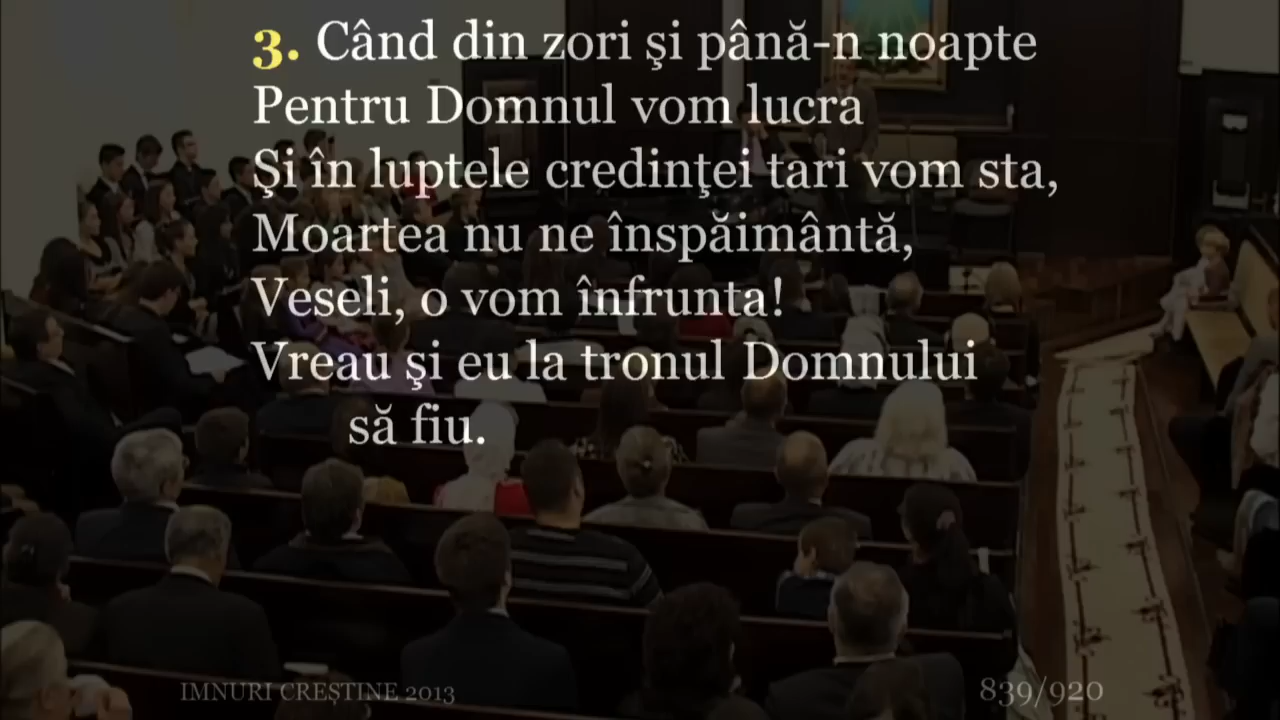 3. Când din zori şi până-n noapte
Pentru Domnul vom lucra
Şi în luptele credinţei tari vom sta,
Moartea nu ne înspăimântă,
Veseli, o vom înfrunta!
Vreau şi eu la tronul Domnului
să fiu.
IMNURI CREȘTINE 2013
839/920